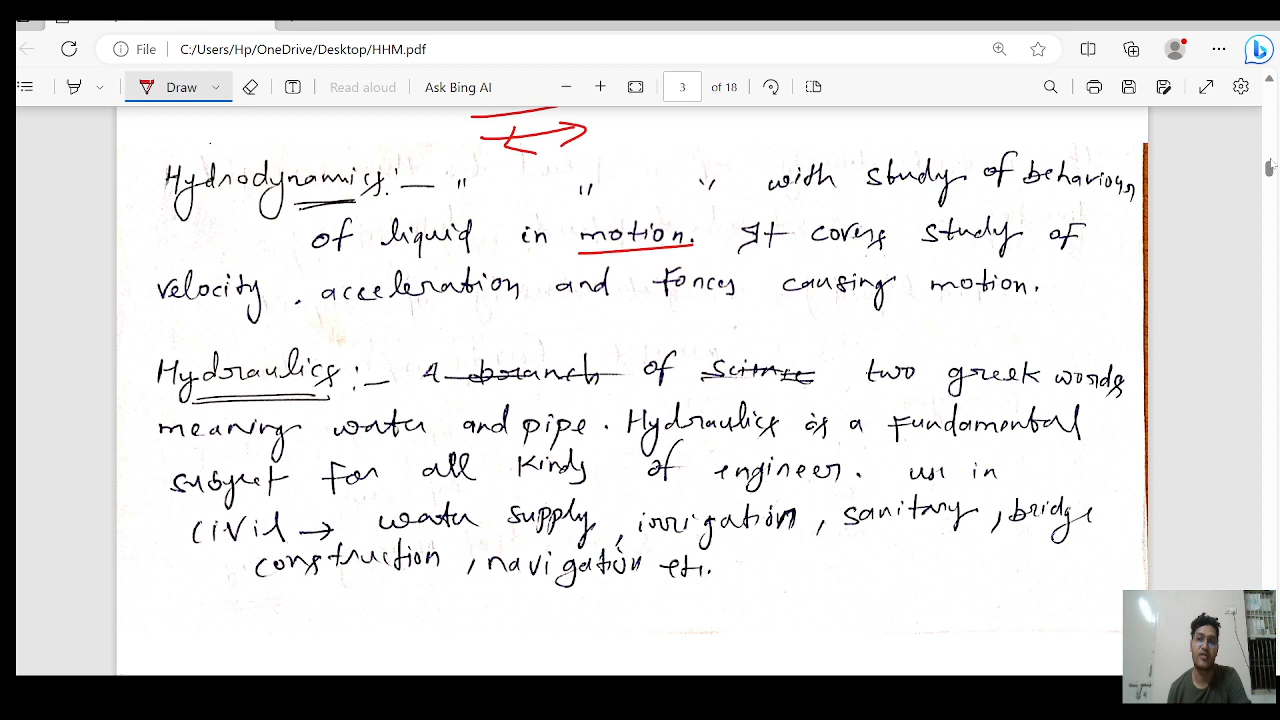 File C:/Users/Hp/OneDrive/Desktop/HHM.pdf
Draw Read aloud Ask Bing AI 3 of 18
Hydrodynamics:- " " " with study of behaviour
of liquid in motion. It covers study of
velocity, acceleration and forces causing motion.
Hydraulics:- A branch of science two greek words
meaning water and pipe. Hydraulics is a Fundamental
subject for all kinds of engineer. use in
CIVIL → water supply, irrigation, sanitary, bridge
construction, navigation etc.